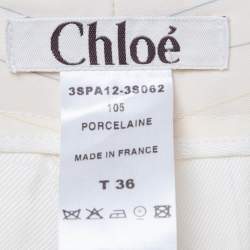 Chloé
3SPA12-3S062
105
PORCELAINE
MADE IN FRANCE
T 36